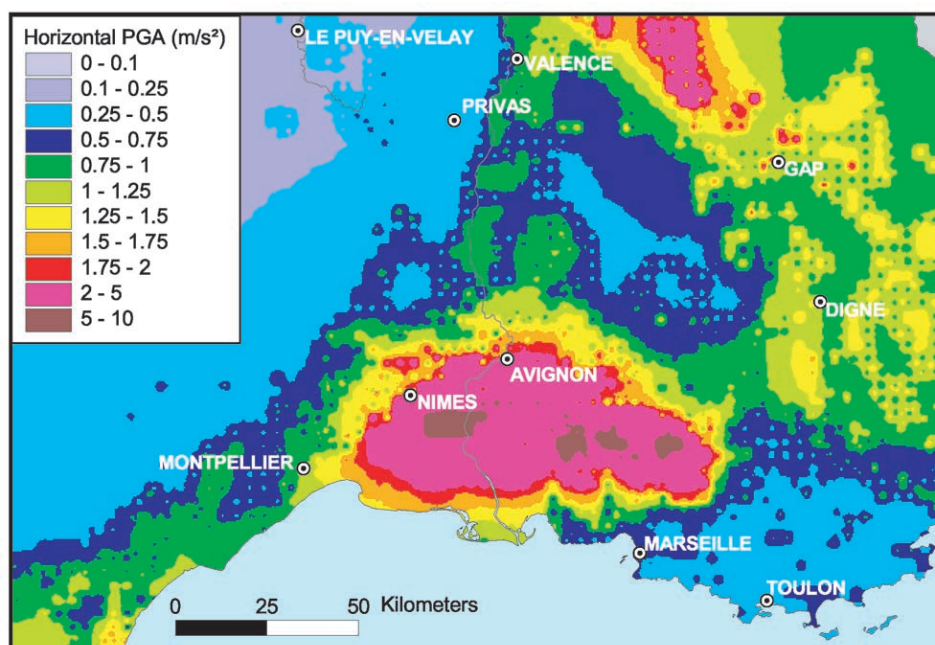 Horizontal PGA (m/s²)
0 - 0.1
0.1 - 0.25
0.25 - 0.5
0.5 - 0.75
0.75 - 1
1 - 1.25
1.25 - 1.5
1.5 - 1.75
1.75 - 2
2 - 5
5 - 10
LE PUY-EN-VELAY
VALENCE
PRIVAS
GAP
DIGNE
AVIGNON
NIMES
MONTPELLIER
MARSEILLE
TOULON
0 25 50 Kilometers